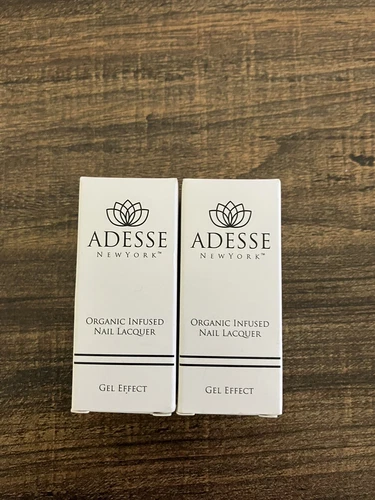 ADESSE
NEWYORK™
ORGANIC INFUSED
NAIL LACQUER
GEL EFFECT
ADESSE
NEWYORK™
ORGANIC INFUSED
NAIL LACQUER
GEL EFFECT